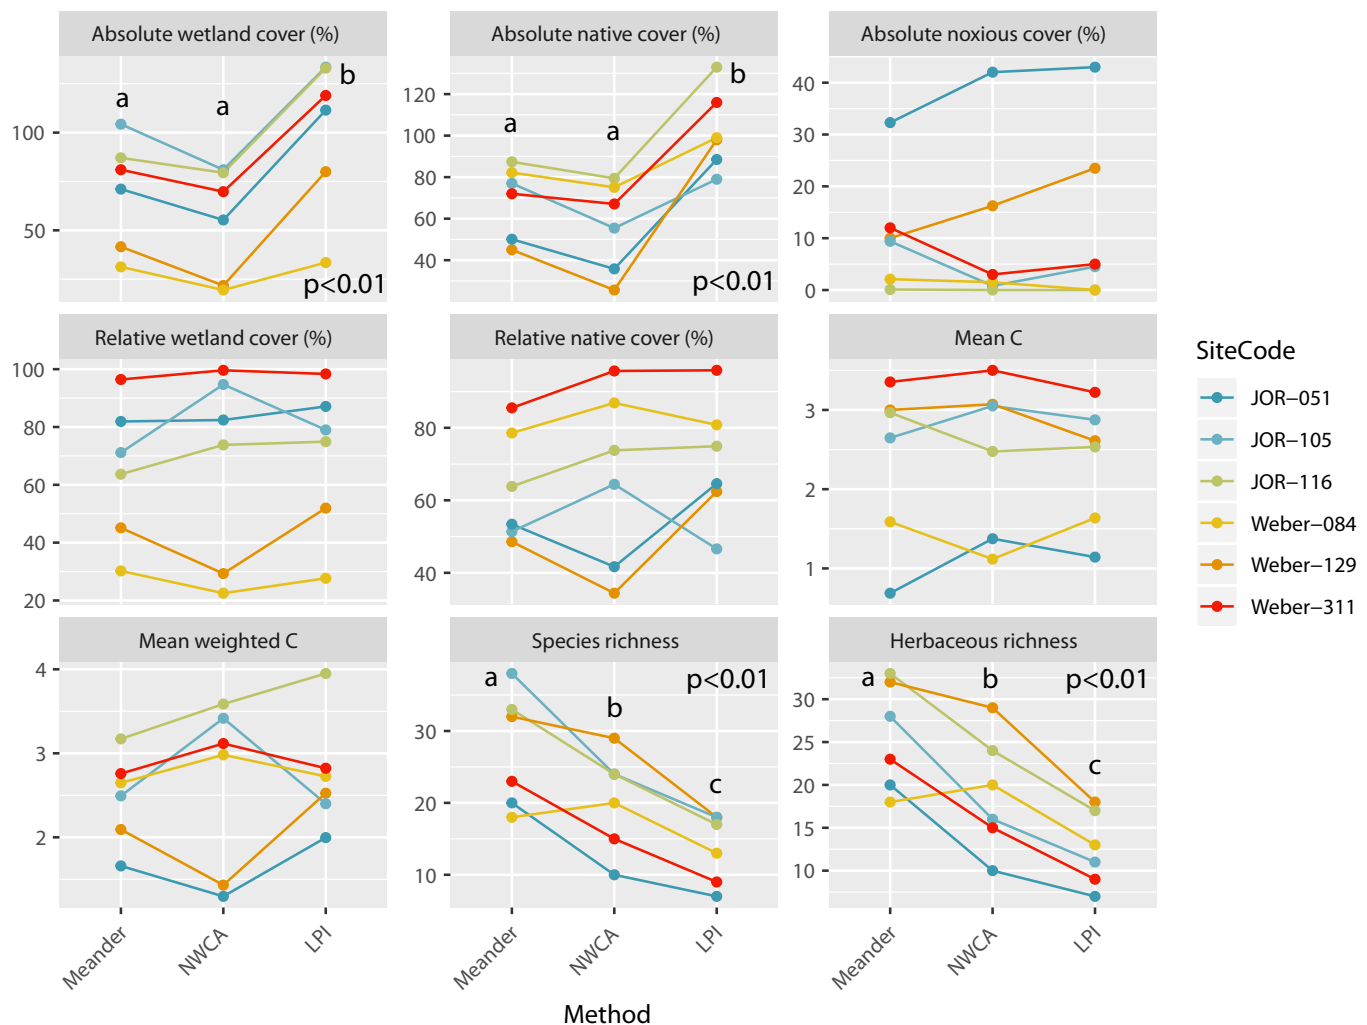 Absolute wetland cover (%)
Absolute native cover (%)
Absolute noxious cover (%)
100
50
a
a
b
p<0.01
120
100
80
60
40
a
a
b
p<0.01
40
30
20
10
0
Relative wetland cover (%)
Relative native cover (%)
Mean C
100
80
60
40
20
80
60
40
3
2
1
Mean weighted C
Species richness
Herbaceous richness
4
3
2
30
20
10
a
b
c
p<0.01
30
25
20
15
10
a
b
c
p<0.01
Meander
NWCA
LPI
Meander
NWCA
LPI
Meander
NWCA
LPI
Method
SiteCode
JOR−051
JOR−105
JOR−116
Weber−084
Weber−129
Weber−311